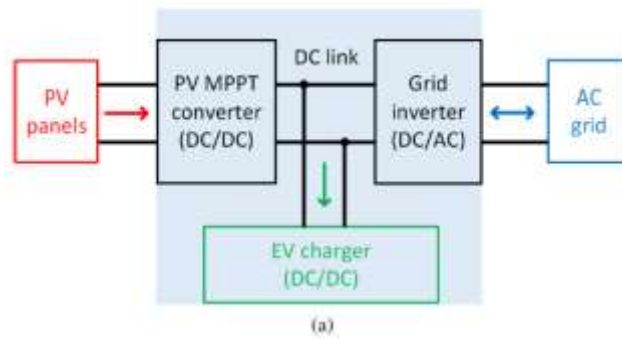 DC link
PV
panels
PV MPPT
converter
(DC/DC)
Grid
inverter
(DC/AC)
AC
grid
EV charger
(DC/DC)
(a)